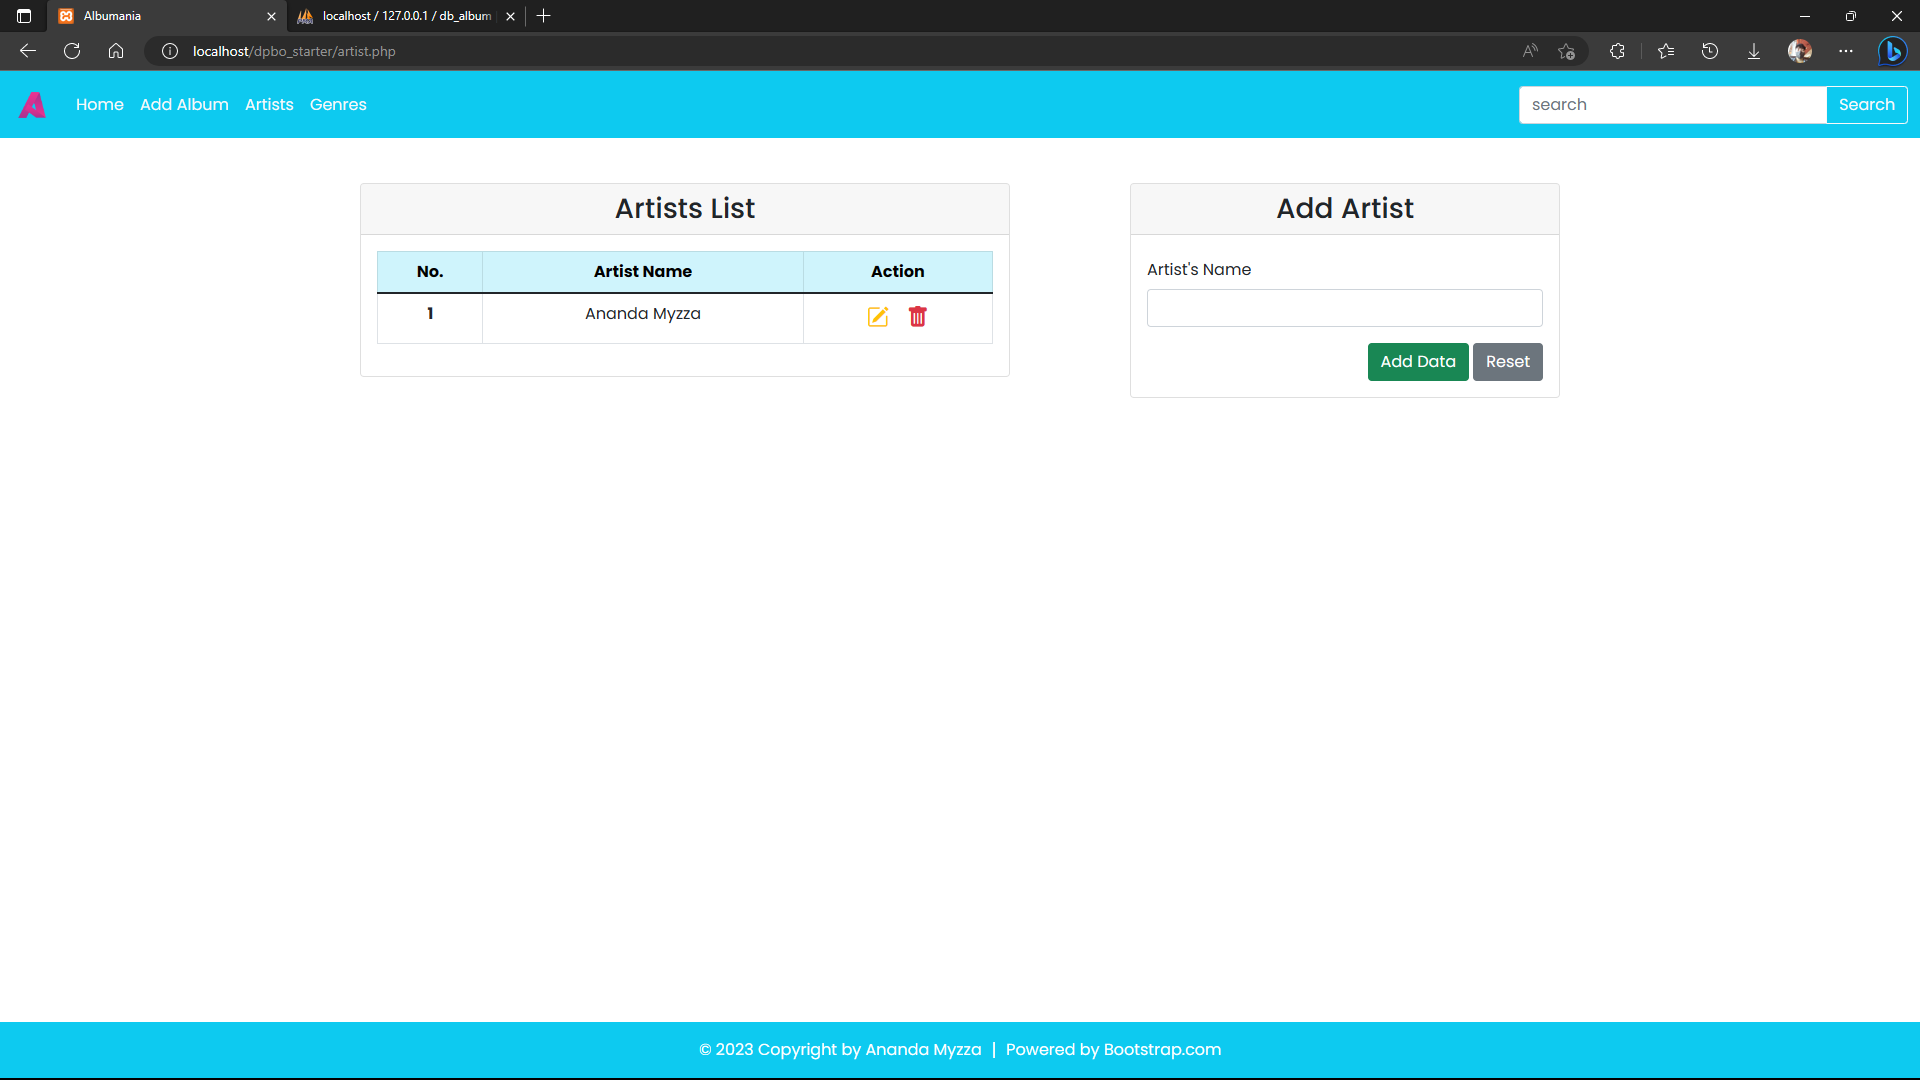 Albumania
localhost / 127.0.0.1 / db_album
localhost/dpbo_starter/artist.php
Home Add Album Artists Genres
search Search
Artists List
No. Artist Name Action
1 Ananda Myzza
Add Artist
Artist's Name
Add Data Reset
© 2023 Copyright by Ananda Myzza | Powered by Bootstrap.com